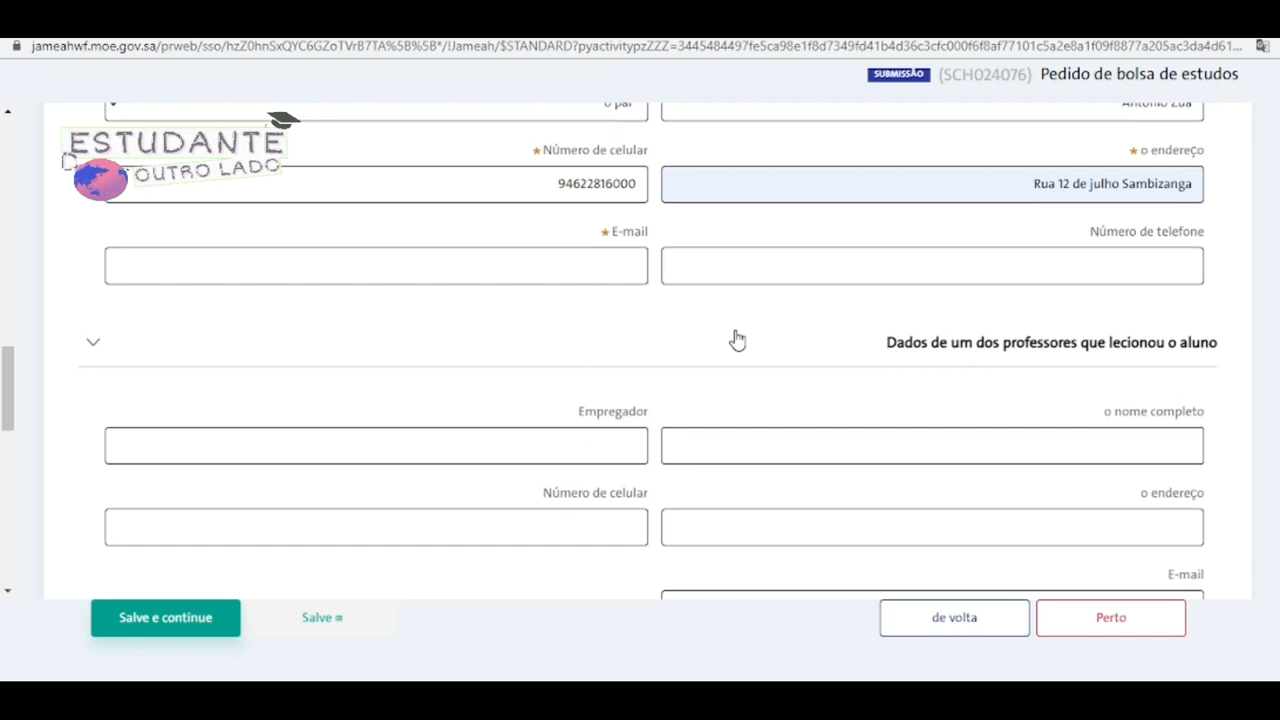 jameahwf.moe.gov.sa/prweb/sso/hzZ0hnSxQYC6GZoTVrB7TA%5B%5B*/!Jameah/$STANDARD?pyactivitypzZZZ=3445484497fe5ca98e1f8d7349fd41b4d36c3cfc000f6f8af77101c5a2e8a1f09f8877a205ac3da4d61...
SUBMISSÃO (SCH024076) Pedido de bolsa de estudos
o pai Antonio Zua
ESTUDANTE
DO OUTRO LADO
★ Número de celular ★ o endereço
94622816000 Rua 12 de julho Sambizanga
★ E-mail Número de telefone
Dados de um dos professores que lecionou o aluno
Empregador o nome completo
Número de celular o endereço
E-mail
Salve e continue Salve de volta Perto